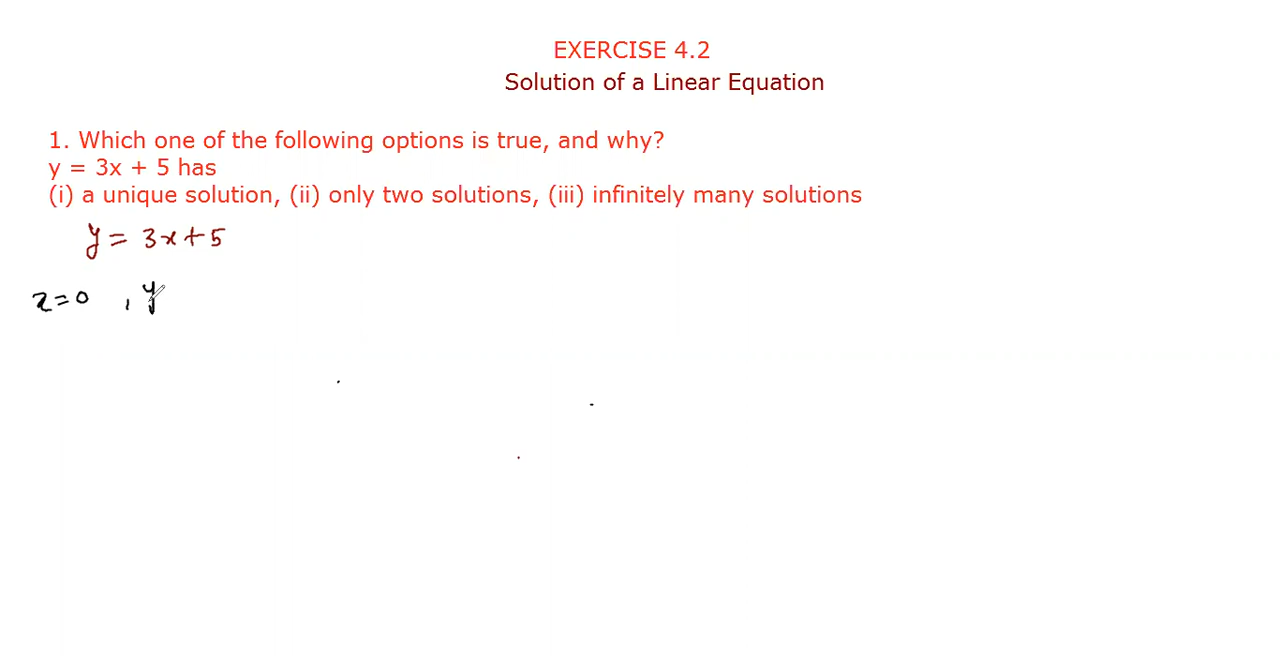 EXERCISE 4.2
Solution of a Linear Equation
1. Which one of the following options is true, and why?
y = 3x + 5 has
(i) a unique solution, (ii) only two solutions, (iii) infinitely many solutions
y = 3x + 5
x = 0 , y